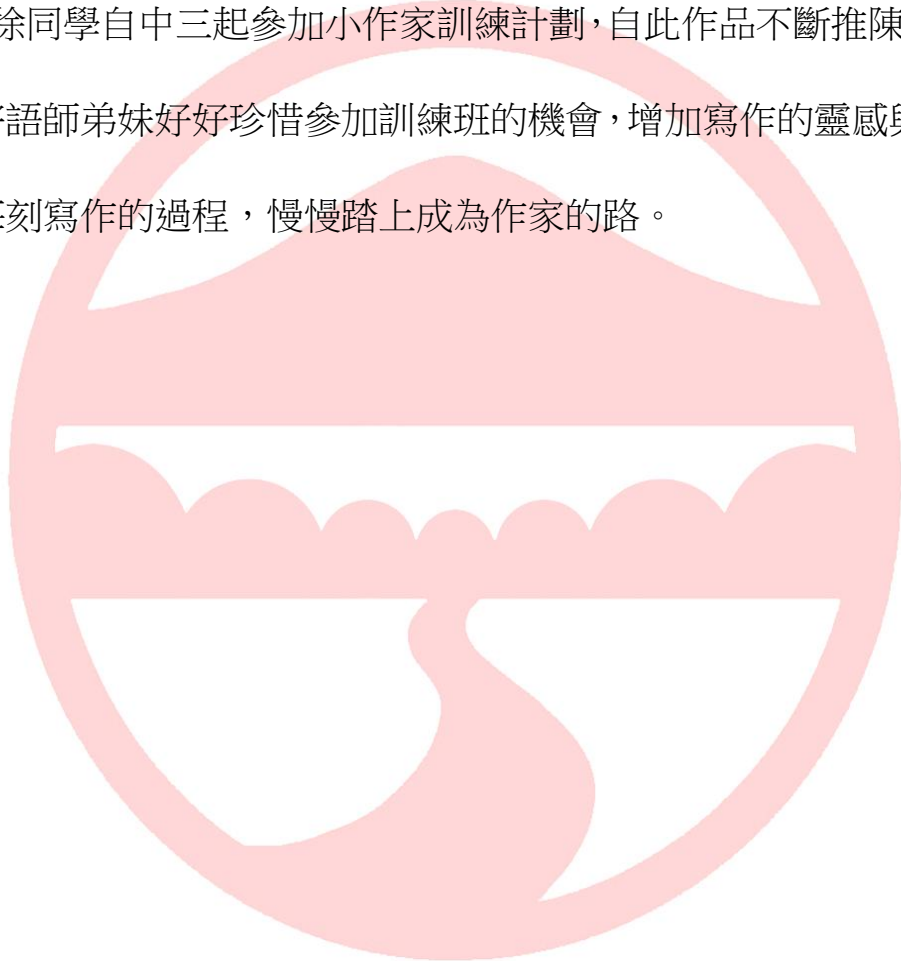 徐同學自中三起參加小作家訓練計劃，自此作品不斷推陳
語師弟妹好好珍惜參加訓練班的機會，增加寫作的靈感
刻寫作的過程，慢慢踏上成為作家的路。